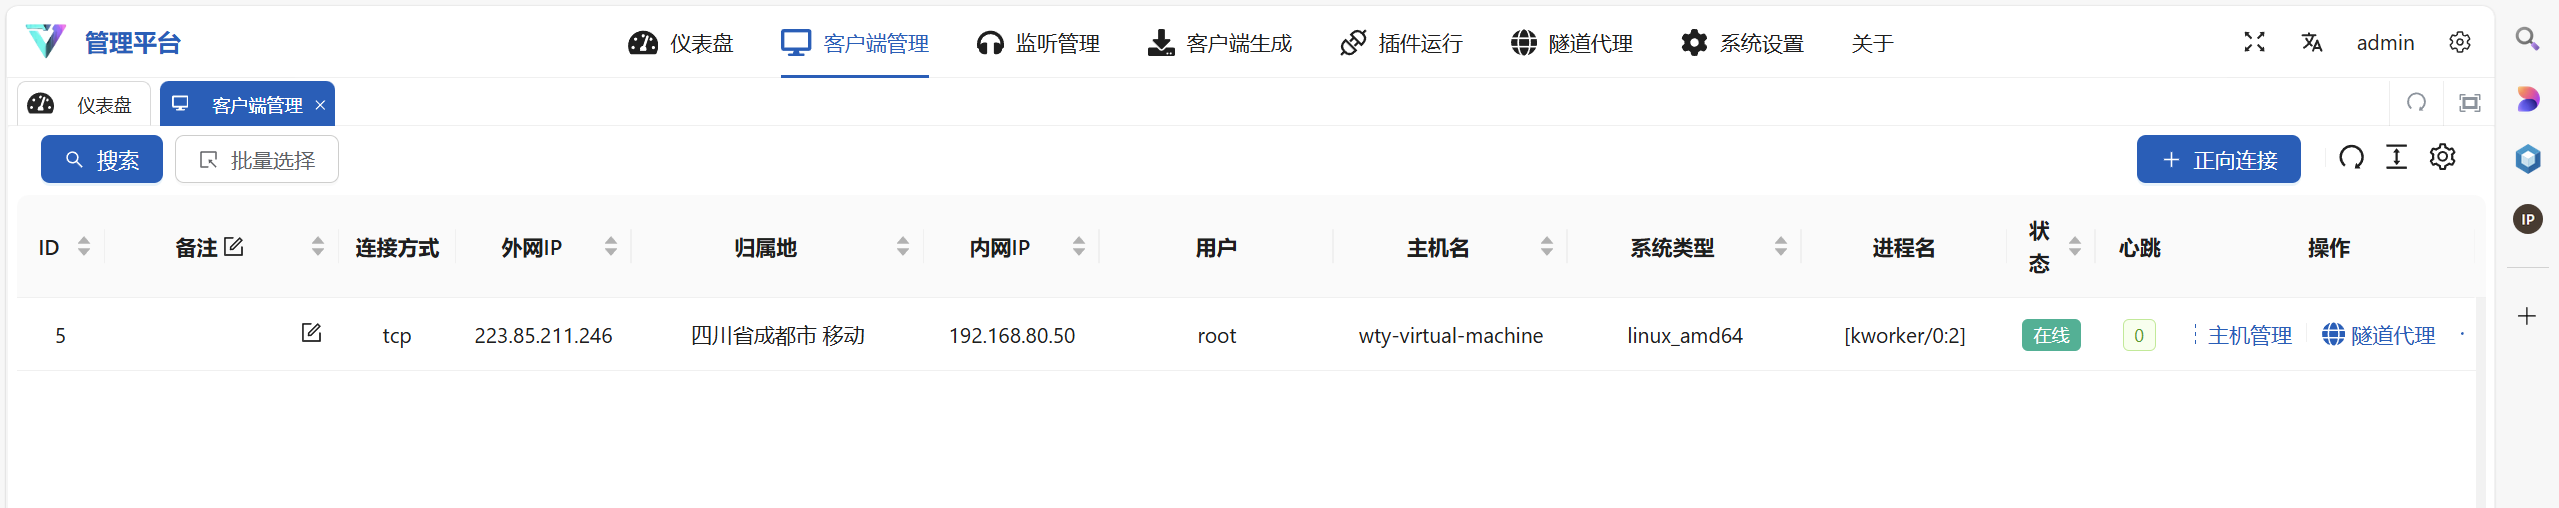 管理平台 仪表盘 客户端管理 监听管理 客户端生成 插件运行 隧道代理 系统设置 关于 admin
仪表盘 客户端管理
搜索 批量选择 正向连接
ID 备注 连接方式 外网IP 归属地 内网IP 用户 主机名 系统类型 进程名 状态 心跳 操作
5 tcp 223.85.211.246 四川省成都市 移动 192.168.80.50 root wty-virtual-machine linux_amd64 [kworker/0:2] 在线 0 主机管理 隧道代理
IP